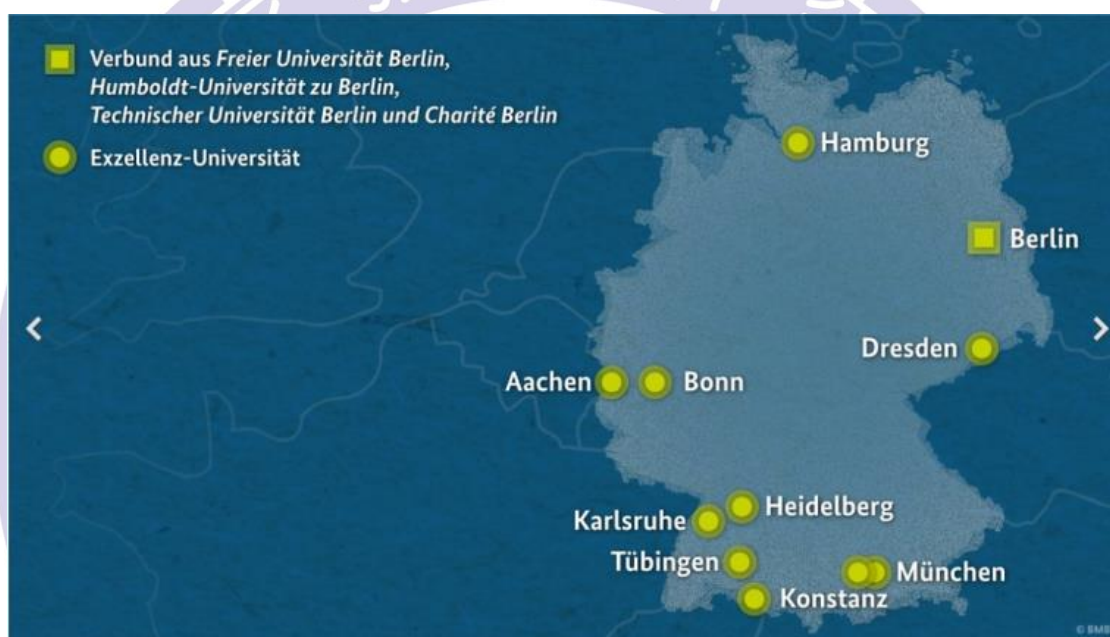 Verbund aus Freier Universität Berlin,
Humboldt-Universität zu Berlin,
Technischer Universität Berlin und Charité Berlin
Exzellenz-Universität
Hamburg
Berlin
Dresden
Aachen
Bonn
Heidelberg
Karlsruhe
Tübingen
München
Konstanz